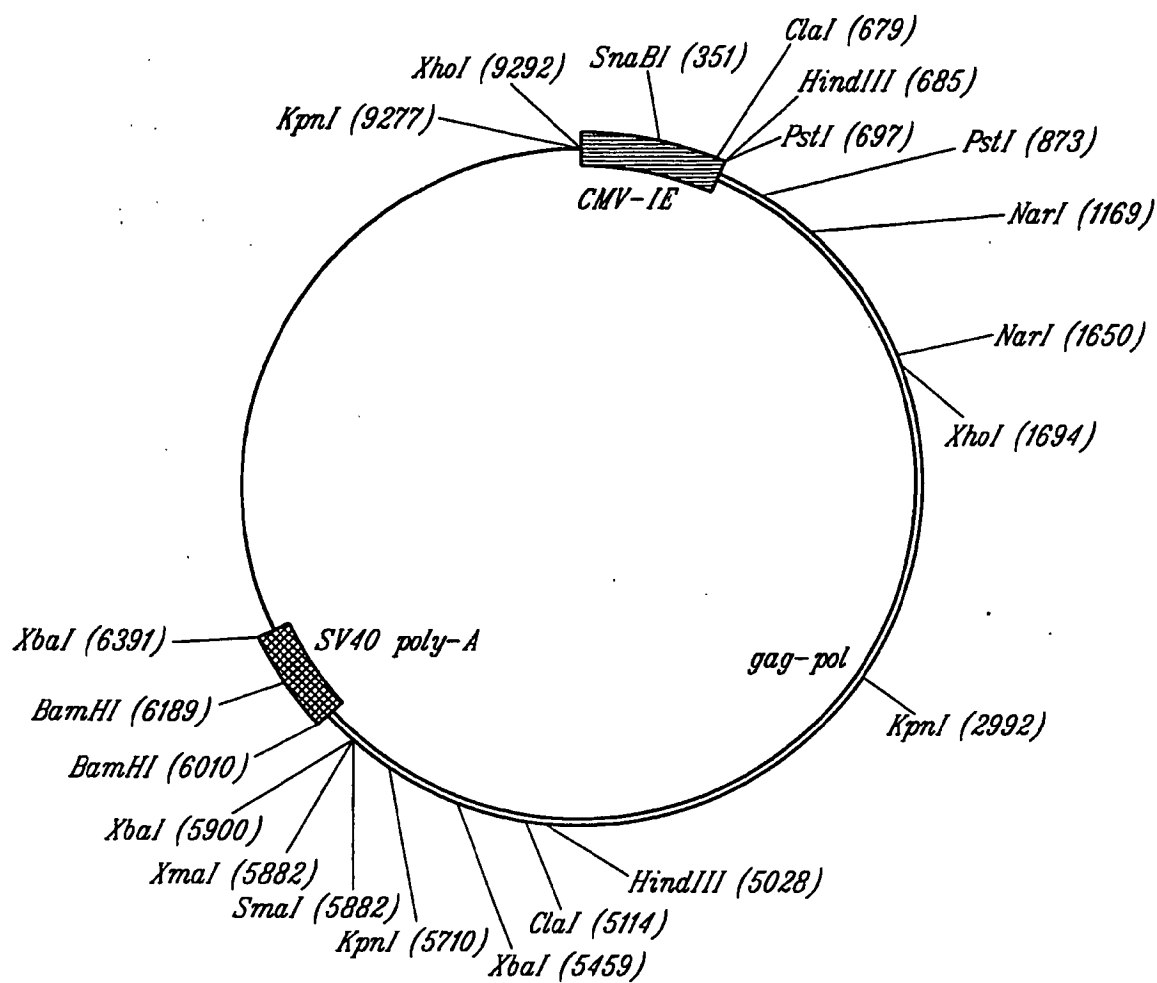 ClaI (679)
SnaBI (351)
XhoI (9292)
HindIII (685)
KpnI (9277)
PstI (697)
PstI (873)
CMV-IE
NarI (1169)
NarI (1650)
XhoI (1694)
XbaI (6391)
SV40 poly-A
gag-pol
BamHI (6189)
KpnI (2992)
BamHI (6010)
XbaI (5900)
XmaI (5882)
HindIII (5028)
SmaI (5882)
ClaI (5114)
KpnI (5710)
XbaI (5459)